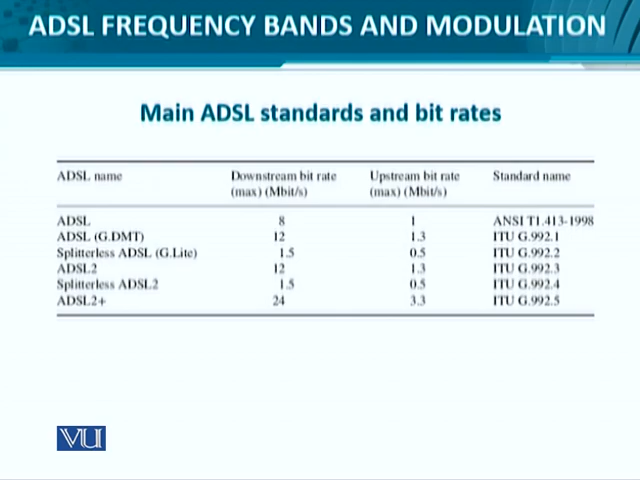 ADSL FREQUENCY BANDS AND MODULATION
Main ADSL standards and bit rates
ADSL name Downstream bit rate (max) (Mbit/s) Upstream bit rate (max) (Mbit/s) Standard name
ADSL 8 1 ANSI T1.413-1998
ADSL (G.DMT) 12 1.3 ITU G.992.1
Splitterless ADSL (G.Lite) 1.5 0.5 ITU G.992.2
ADSL2 12 1.3 ITU G.992.3
Splitterless ADSL2 1.5 0.5 ITU G.992.4
ADSL2+ 24 3.3 ITU G.992.5
VU